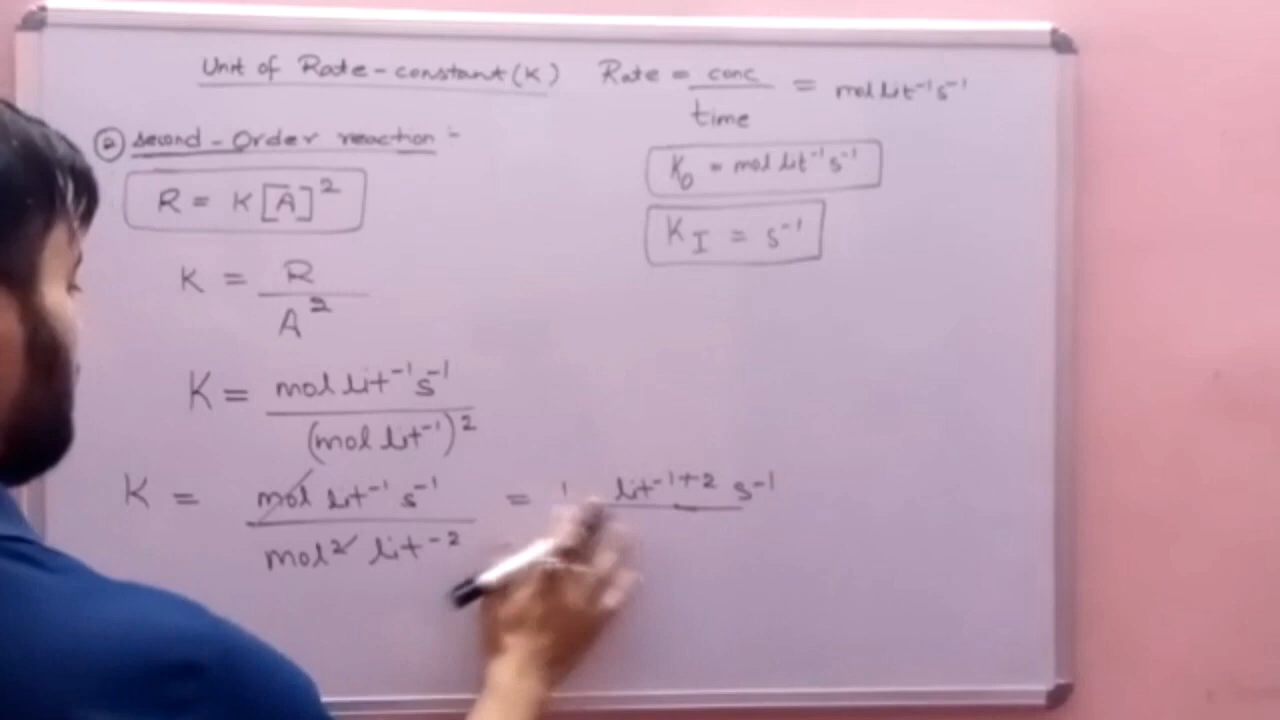 Unit of Rate-constant(K) Rate = conc/time = mol lit⁻¹ s⁻¹
② Second-Order reaction :-
R = K[A]²
K₀ = mol lit⁻¹ s⁻¹
K_I = s⁻¹
K = R/A²
K = mol lit⁻¹ s⁻¹/(mol lit⁻¹)²
K = mol lit⁻¹ s⁻¹/mol² lit⁻² = lit⁻¹⁺² s⁻¹